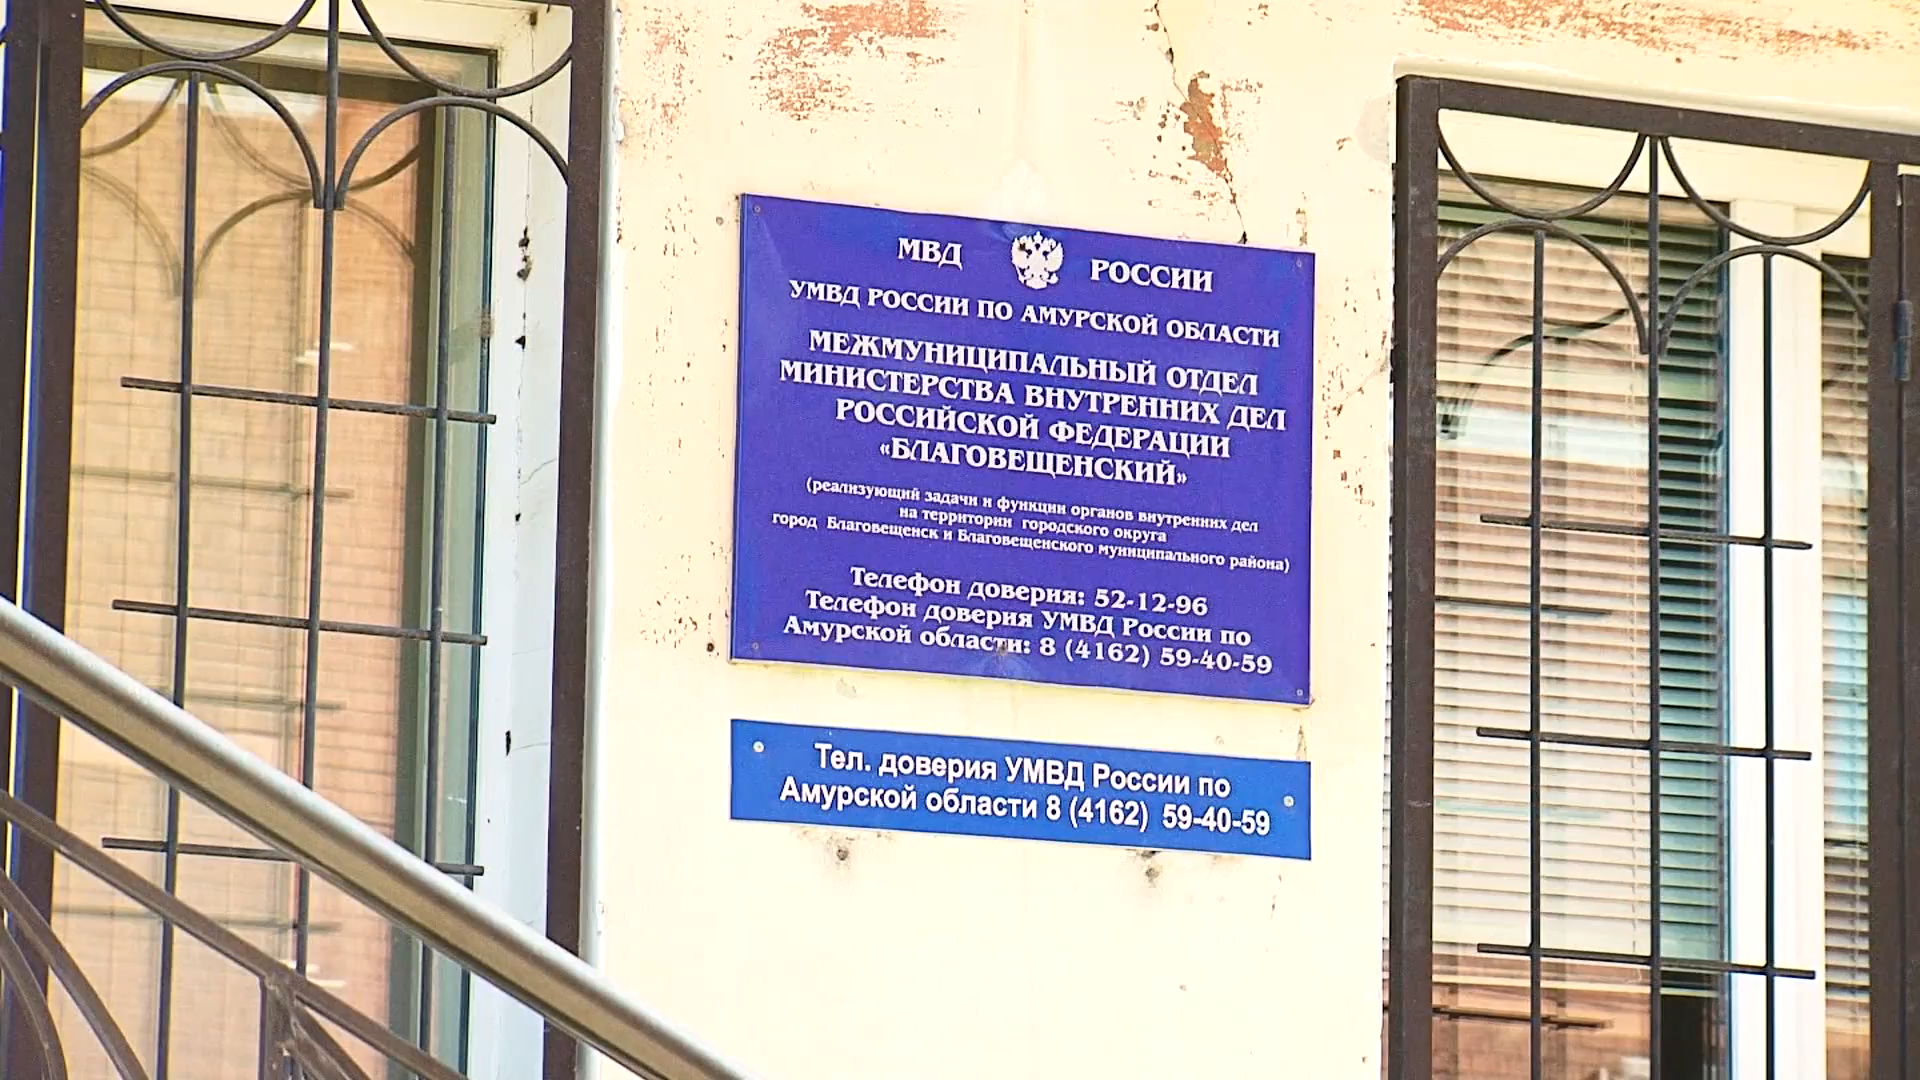 МВД РОССИИ
УМВД РОССИИ ПО АМУРСКОЙ ОБЛАСТИ
МЕЖМУНИЦИПАЛЬНЫЙ ОТДЕЛ
МИНИСТЕРСТВА ВНУТРЕННИХ ДЕЛ
РОССИЙСКОЙ ФЕДЕРАЦИИ
«БЛАГОВЕЩЕНСКИЙ»
(реализующий задачи и функции органов внутренних дел
на территории городского округа
город Благовещенск и Благовещенского муниципального района)
Телефон доверия: 52-12-96
Телефон доверия УМВД России по
Амурской области: 8 (4162) 59-40-59
Тел. доверия УМВД России по
Амурской области 8 (4162) 59-40-59